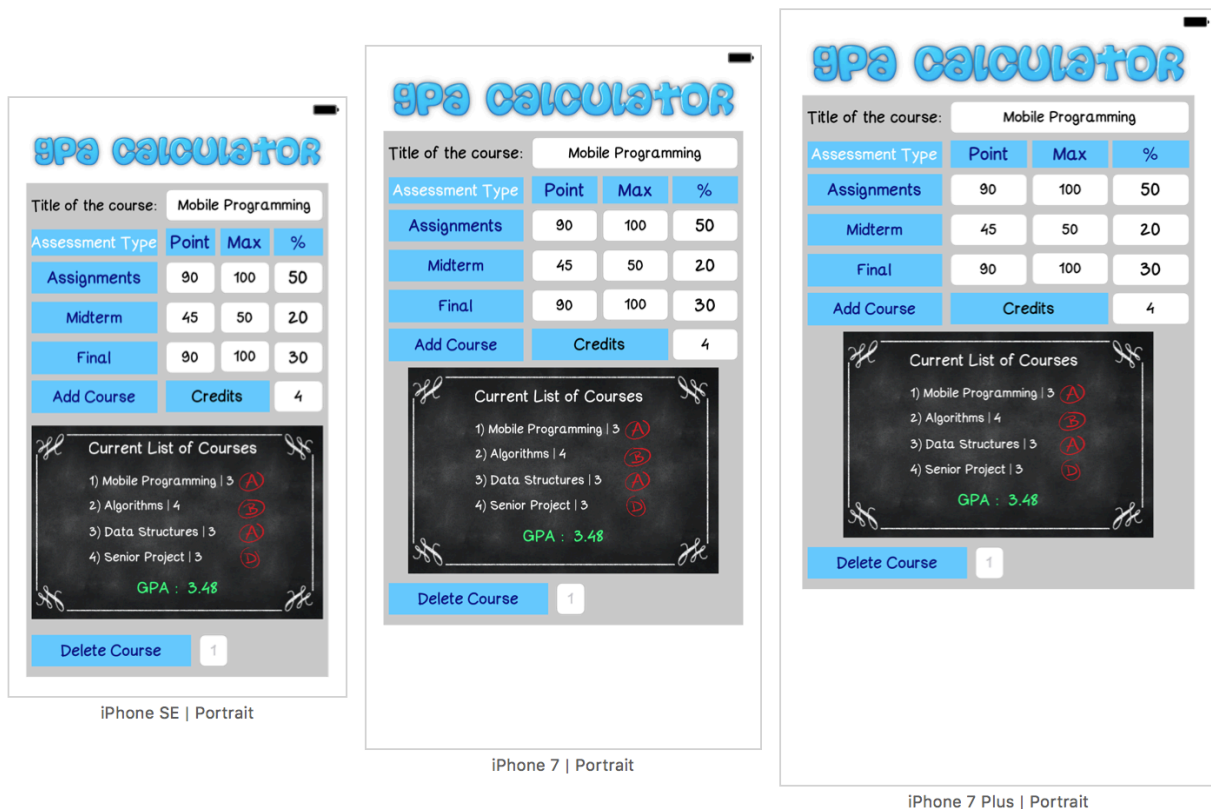 gpa calculator
Title of the course: Mobile Programming
Assessment Type Point Max %
Assignments 90 100 50
Midterm 45 50 20
Final 90 100 30
Add Course Credits 4
Current List of Courses
1) Mobile Programming | 3 A
2) Algorithms | 4 B
3) Data Structures | 3 A
4) Senior Project | 3 D
GPA : 3.48
Delete Course 1
iPhone SE | Portrait
gpa calculator
Title of the course: Mobile Programming
Assessment Type Point Max %
Assignments 90 100 50
Midterm 45 50 20
Final 90 100 30
Add Course Credits 4
Current List of Courses
1) Mobile Programming | 3 A
2) Algorithms | 4 B
3) Data Structures | 3 A
4) Senior Project | 3 D
GPA : 3.48
Delete Course 1
iPhone 7 | Portrait
gpa calculator
Title of the course: Mobile Programming
Assessment Type Point Max %
Assignments 90 100 50
Midterm 45 50 20
Final 90 100 30
Add Course Credits 4
Current List of Courses
1) Mobile Programming | 3 A
2) Algorithms | 4 B
3) Data Structures | 3 A
4) Senior Project | 3 D
GPA : 3.48
Delete Course 1
iPhone 7 Plus | Portrait